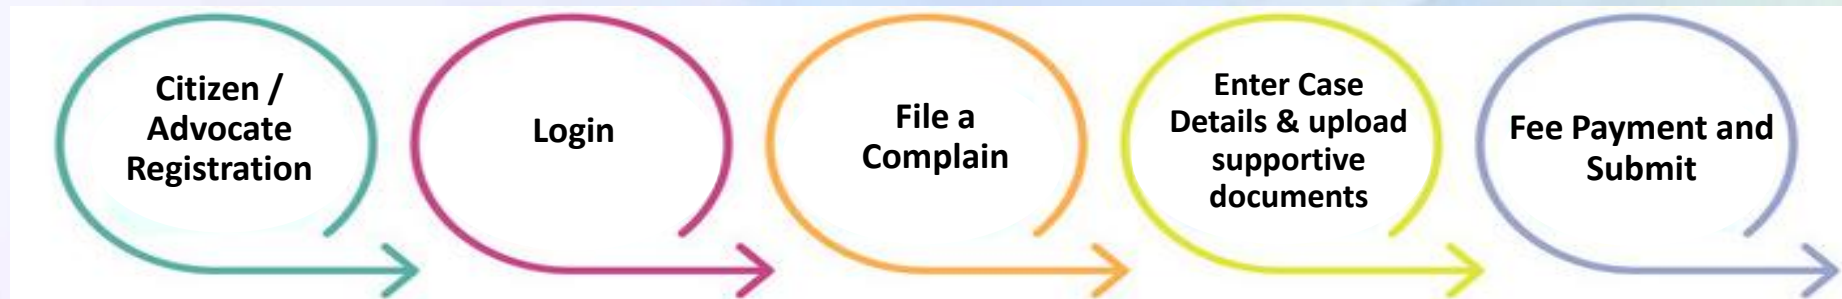 Citizen /
Advocate
Registration
Login
File a
Complain
Enter Case
Details & upload
supportive
documents
Fee Payment and
Submit